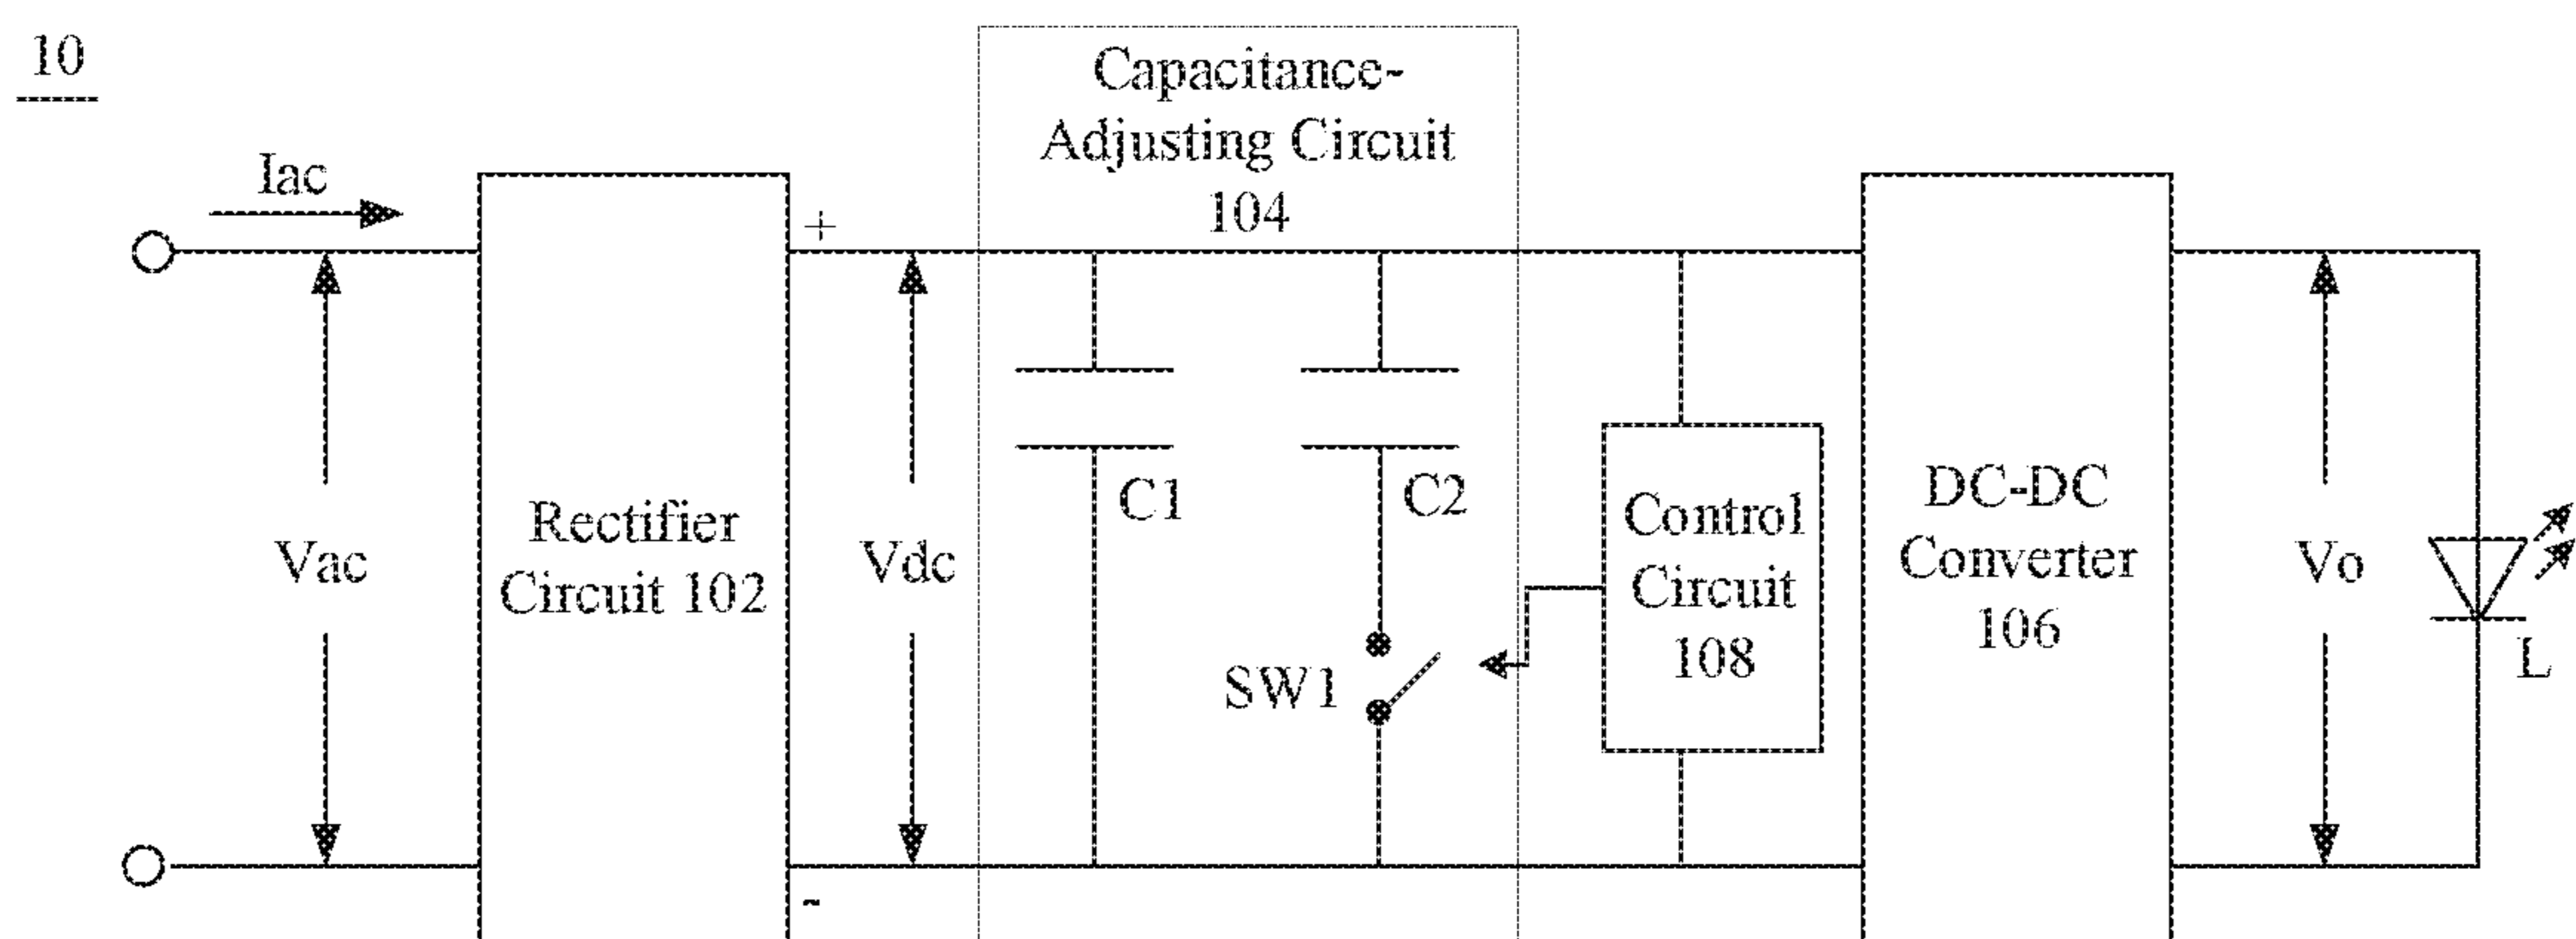 10
Iac
Vac
Rectifier
Circuit 102
+
-
Vdc
Capacitance-
Adjusting Circuit
104
C1
C2
SW1
Control
Circuit
108
DC-DC
Converter
106
Vo
L